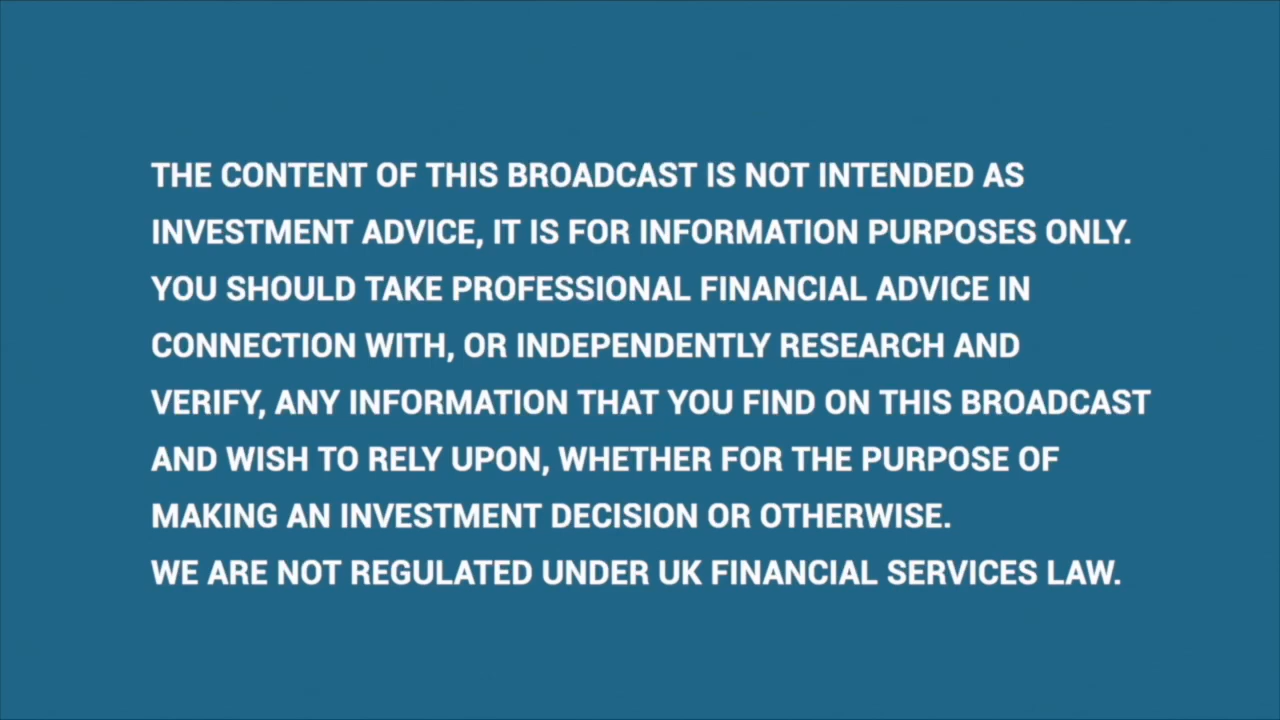 THE CONTENT OF THIS BROADCAST IS NOT INTENDED AS
INVESTMENT ADVICE, IT IS FOR INFORMATION PURPOSES ONLY.
YOU SHOULD TAKE PROFESSIONAL FINANCIAL ADVICE IN
CONNECTION WITH, OR INDEPENDENTLY RESEARCH AND
VERIFY, ANY INFORMATION THAT YOU FIND ON THIS BROADCAST
AND WISH TO RELY UPON, WHETHER FOR THE PURPOSE OF
MAKING AN INVESTMENT DECISION OR OTHERWISE.
WE ARE NOT REGULATED UNDER UK FINANCIAL SERVICES LAW.